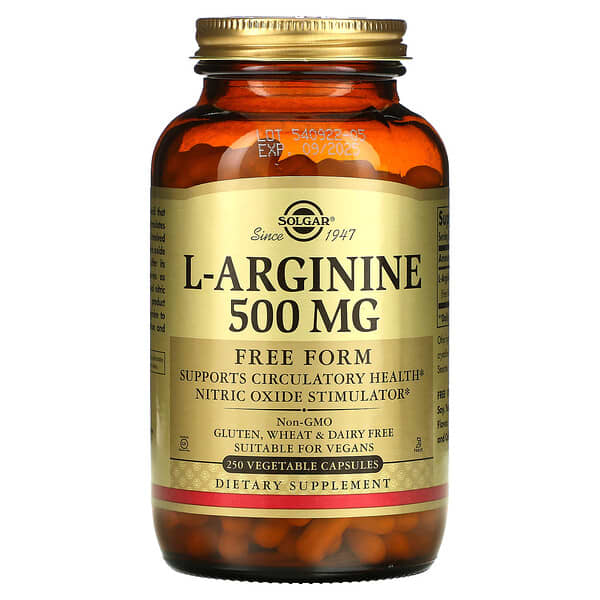 LOT 540923-05
EXP. 09/2025
SOLGAR®
Since 1947
L-ARGININE
500 MG
FREE FORM
SUPPORTS CIRCULATORY HEALTH*
NITRIC OXIDE STIMULATOR*
Non-GMO
GLUTEN, WHEAT & DAIRY FREE
SUITABLE FOR VEGANS
250 VEGETABLE CAPSULES
DIETARY SUPPLEMENT